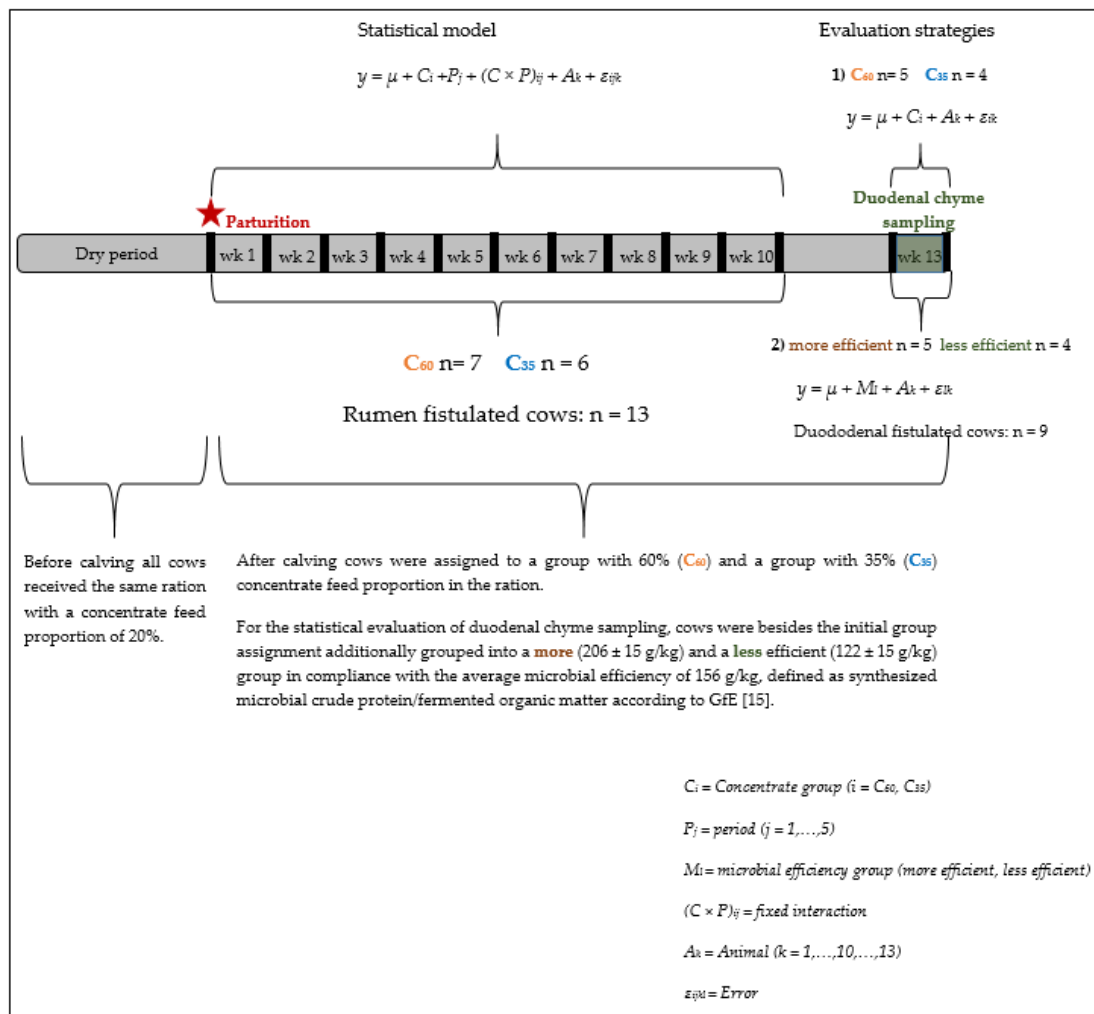 Statistical model
y = μ + Ci +Pj + (C × P)ij + Ak + εijk
Evaluation strategies
1) C60 n= 5 C35 n = 4
y = μ + Ci + Ak + εik
Duodenal chyme
sampling
Parturition
Dry period
wk 1
wk 2
wk 3
wk 4
wk 5
wk 6
wk 7
wk 8
wk 9
wk 10
wk 13
C60 n= 7 C35 n = 6
Rumen fistulated cows: n = 13
2) more efficient n = 5 less efficient n = 4
y = μ + Ml + Ak + εlk
Duododenal fistulated cows: n = 9
Before calving all cows
received the same ration
with a concentrate feed
proportion of 20%.
After calving cows were assigned to a group with 60% (C60) and a group with 35% (C35)
concentrate feed proportion in the ration.
For the statistical evaluation of duodenal chyme sampling, cows were besides the initial group
assignment additionally grouped into a more (206 ± 15 g/kg) and a less efficient (122 ± 15 g/kg)
group in compliance with the average microbial efficiency of 156 g/kg, defined as synthesized
microbial crude protein/fermented organic matter according to GfE [15].
Ci = Concentrate group (i = C60, C35)
Pj = period (j = 1,…,5)
Ml = microbial efficiency group (more efficient, less efficient)
(C × P)ij = fixed interaction
Ak = Animal (k = 1,…,10,…,13)
εijkl = Error